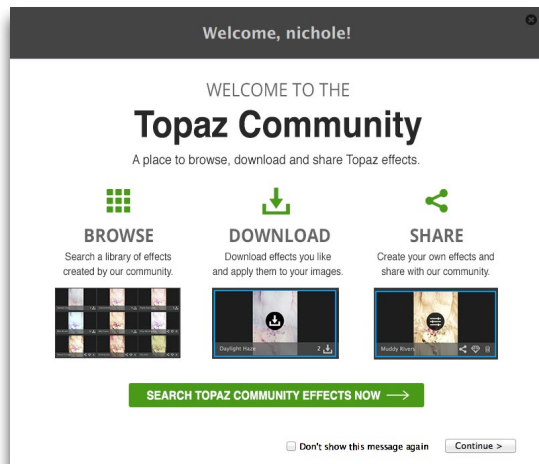 Welcome, nichole!
WELCOME TO THE
Topaz Community
A place to browse, download and share Topaz effects.
BROWSE
Search a library of effects
created by our community.
DOWNLOAD
Download effects you like
and apply them to your images.
SHARE
Create your own effects and
share with our community.
Daylight Haze 2
Muddy Rivers
SEARCH TOPAZ COMMUNITY EFFECTS NOW
Don't show this message again
Continue >